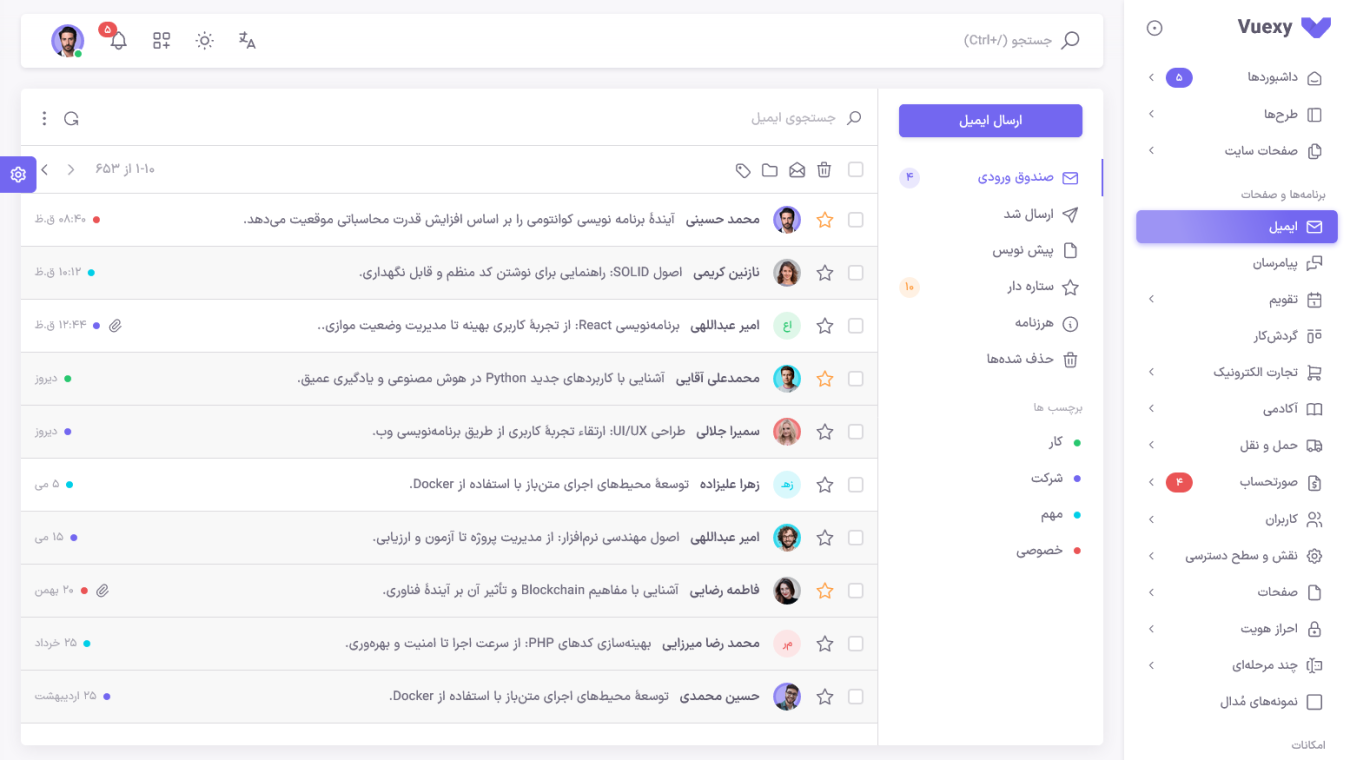 Vuexy
داشبوردها ۵
طرح‌ها
صفحات سایت
برنامه‌ها و صفحات
ایمیل
پیام‌رسان
تقویم
گردش‌کار
تجارت الکترونیک
آکادمی
حمل و نقل
صورتحساب ۴
کاربران
نقش و سطح دسترسی
صفحات
احراز هویت
چند مرحله‌ای
نمونه‌های مُدال
امکانات
جستجو (/+Ctrl)
۵
ارسال ایمیل
صندوق ورودی ۴
ارسال شد
پیش نویس
ستاره دار ۱۰
هرزنامه
حذف شده‌ها
برچسب ها
کار
شرکت
مهم
خصوصی
جستجوی ایمیل
۱-۱۰ از ۶۵۳
محمد حسینی آیندهٔ برنامه نویسی کوانتومی را بر اساس افزایش قدرت محاسباتی موقعیت می‌دهد. ۰۸:۴۰ ق.ظ
نازنین کریمی اصول SOLID: راهنمایی برای نوشتن کد منظم و قابل نگهداری. ۱۰:۱۲ ق.ظ
اع امیر عبداللهی برنامه‌نویسی React: از تجربهٔ کاربری بهینه تا مدیریت وضعیت موازی.. ۱۲:۴۴ ق.ظ
محمدعلی آقایی آشنایی با کاربردهای جدید Python در هوش مصنوعی و یادگیری عمیق. دیروز
سمیرا جلالی طراحی UI/UX: ارتقاء تجربهٔ کاربری از طریق برنامه‌نویسی وب. دیروز
زهـ زهرا علیزاده توسعهٔ محیط‌های اجرای متن‌باز با استفاده از Docker. ۵ می
امیر عبداللهی اصول مهندسی نرم‌افزار: از مدیریت پروژه تا آزمون و ارزیابی. ۱۵ می
فاطمه رضایی آشنایی با مفاهیم Blockchain و تأثیر آن بر آیندهٔ فناوری. ۲۰ بهمن
مر محمد رضا میرزایی بهینه‌سازی کدهای PHP: از سرعت اجرا تا امنیت و بهره‌وری. ۲۵ خرداد
حسین محمدی توسعهٔ محیط‌های اجرای متن‌باز با استفاده از Docker. ۲۵ اردیبهشت